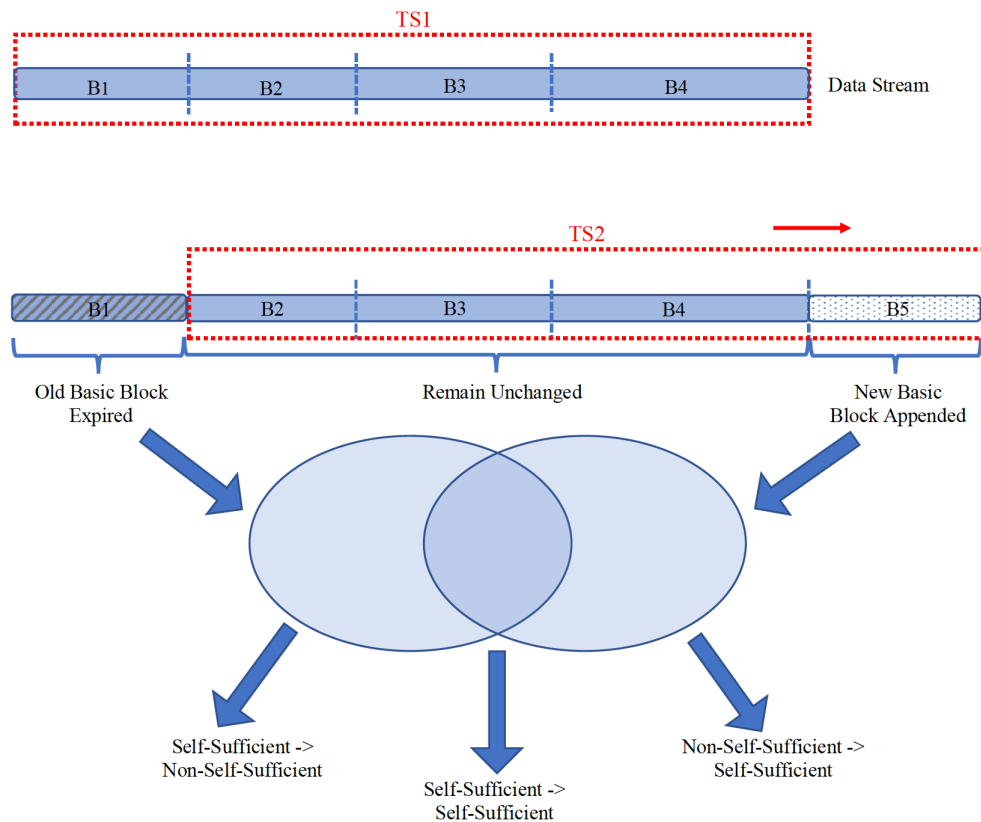 TS1
B1 B2 B3 B4 Data Stream
TS2
B1 B2 B3 B4 B5
Old Basic Block
Expired
Remain Unchanged
New Basic
Block Appended
Self-Sufficient ->
Non-Self-Sufficient
Self-Sufficient ->
Self-Sufficient
Non-Self-Sufficient ->
Self-Sufficient